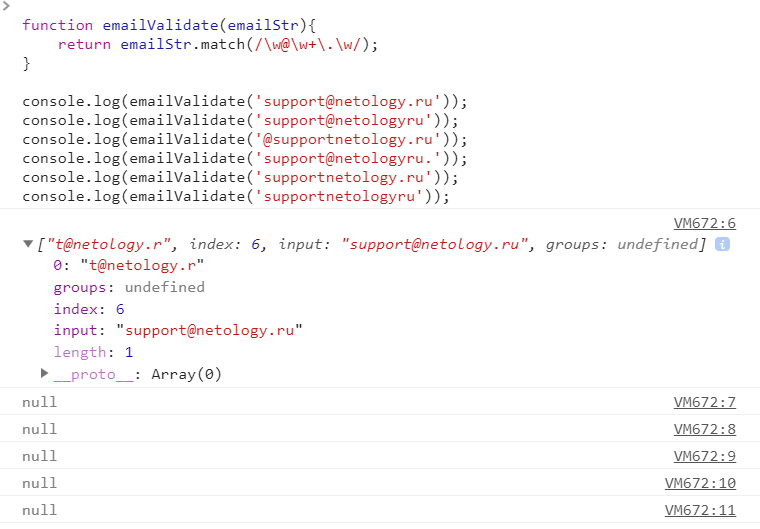 function emailValidate(emailStr){
    return emailStr.match(/\w@\w+\.\w/);
}
console.log(emailValidate('support@netology.ru'));
console.log(emailValidate('support@netologyru'));
console.log(emailValidate('@supportnetology.ru'));
console.log(emailValidate('support@netologyru.'));
console.log(emailValidate('supportnetology.ru'));
console.log(emailValidate('supportnetologyru'));
VM672:6
["t@netology.r", index: 6, input: "support@netology.ru", groups: undefined] i
0: "t@netology.r"
groups: undefined
index: 6
input: "support@netology.ru"
length: 1
__proto__: Array(0)
null VM672:7
null VM672:8
null VM672:9
null VM672:10
null VM672:11